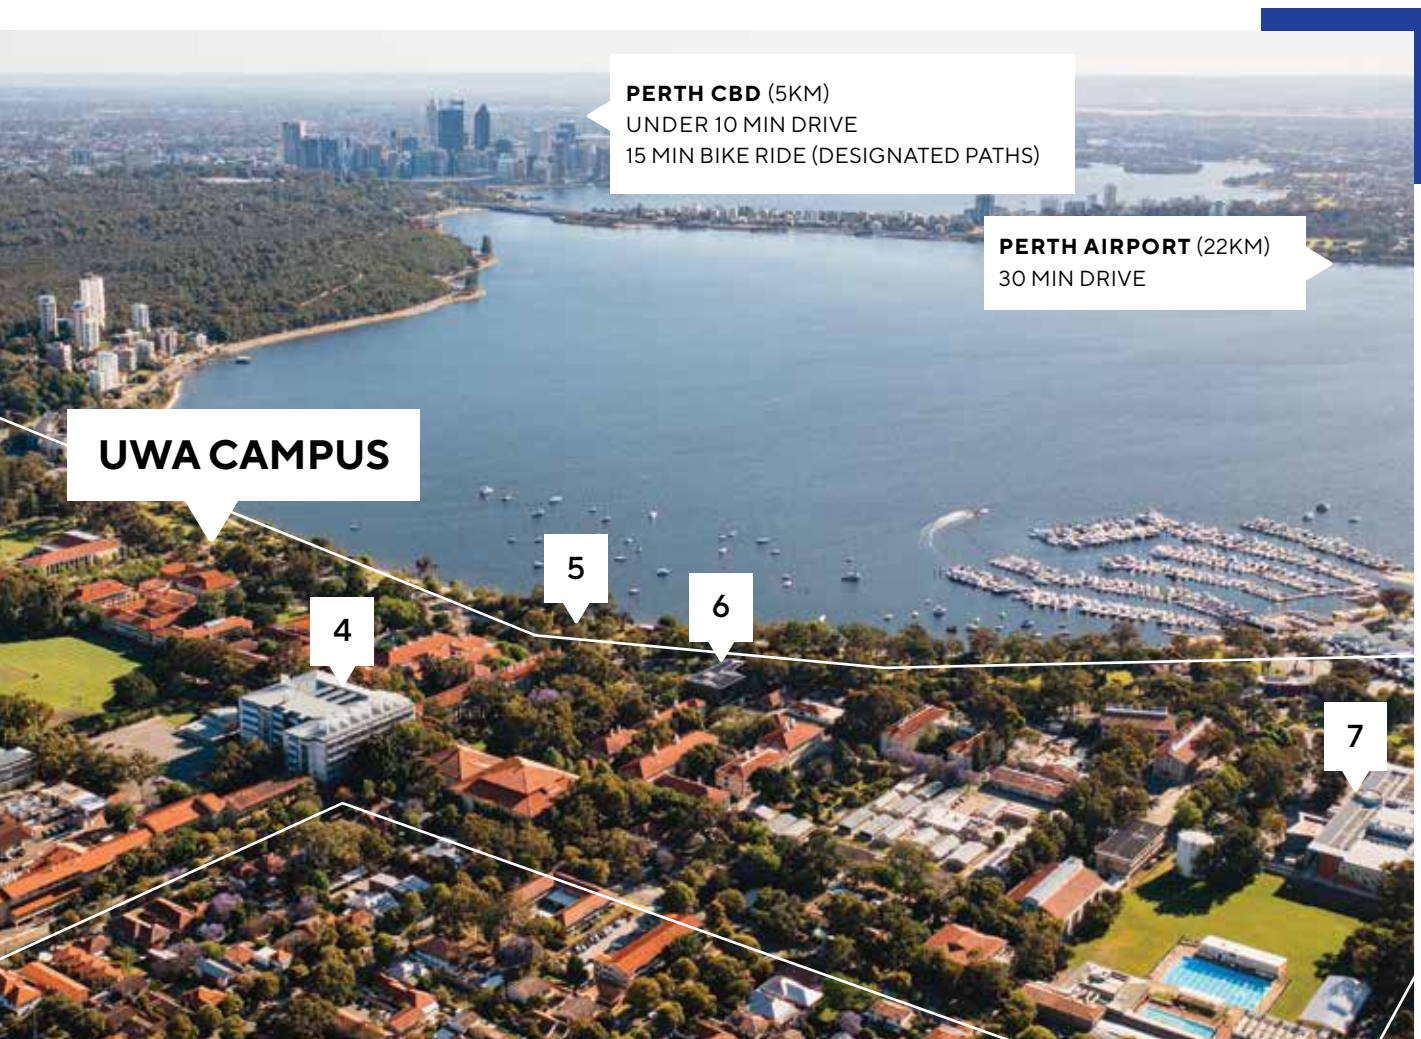 PERTH CBD (5KM)
UNDER 10 MIN DRIVE
15 MIN BIKE RIDE (DESIGNATED PATHS)
PERTH AIRPORT (22KM)
30 MIN DRIVE
UWA CAMPUS
5
6
4
7